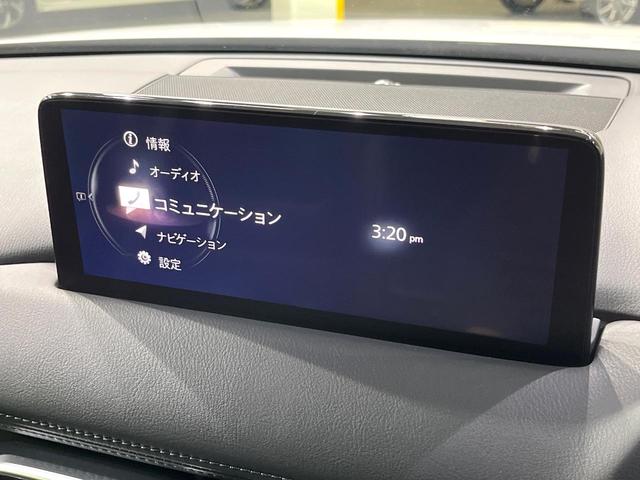 情報
オーディオ
コミュニケーション
ナビゲーション
設定
3:20 pm